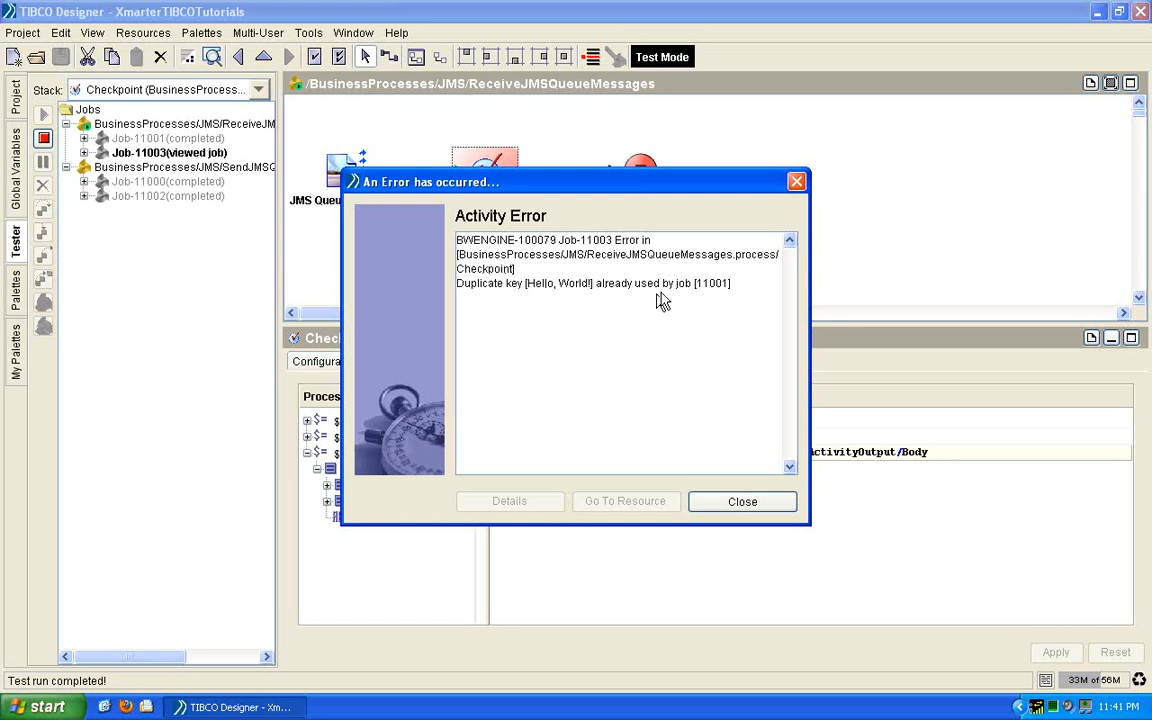 TIBCO Designer - XmarterTIBCOTutorials
Project Edit View Resources Palettes Multi-User Tools Window Help
Test Mode
Project
Global Variables
Tester
Palettes
My Palettes
Stack: Checkpoint (BusinessProcess...
Jobs
BusinessProcesses/JMS/ReceiveJM
Job-11001(completed)
Job-11003(viewed job)
BusinessProcesses/JMS/SendJMSQ
Job-11000(completed)
Job-11002(completed)
/BusinessProcesses/JMS/ReceiveJMSQueueMessages
JMS Queu
An Error has occurred...
Activity Error
BWENGINE-100079 Job-11003 Error in
[BusinessProcesses/JMS/ReceiveJMSQueueMessages.process/
Checkpoint]
Duplicate key [Hello, World!] already used by job [11001]
Details Go To Resource Close
Check
Configura
Proces
$= $
$= $
$= $
ctivityOutput/Body
Apply Reset
Test run completed!
33M of 56M
start
TIBCO Designer - Xm...
11:41 PM